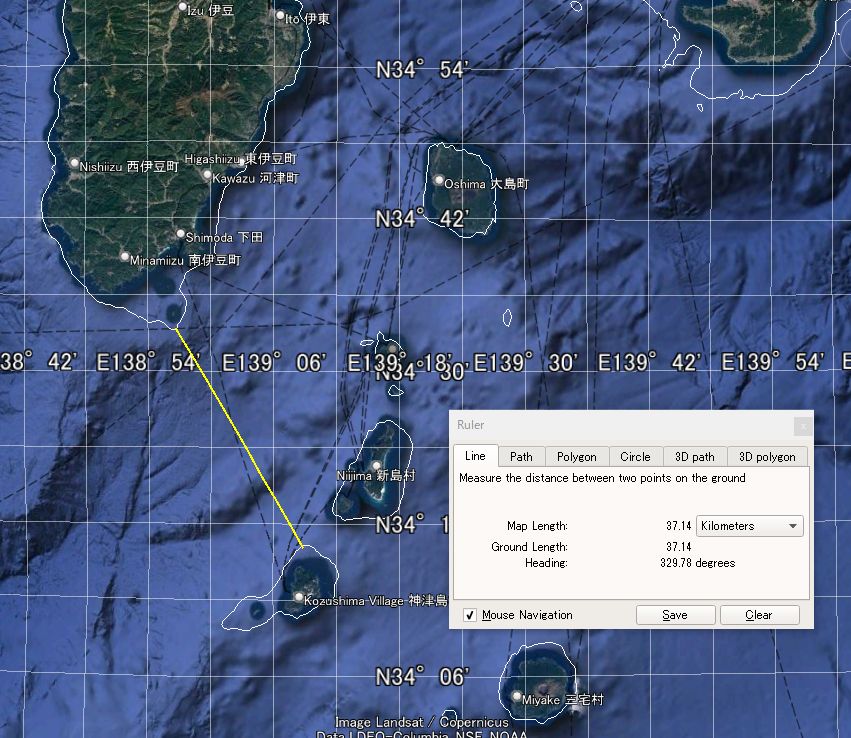 Izu 伊豆
Ito 伊東
N34° 54'
Nishiizu 西伊豆町
Higashiizu 東伊豆町
Kawazu 河津町
Oshima 大島町
N34° 42'
Shimoda 下田
Minamiizu 南伊豆町
38° 42' E138° 54' E139° 06' E139° 18' E139° 30' E139° 42' E139° 54' E
N34° 30'
Niijima 新島村
N34° 1
Kozushima Village 神津島
N34° 06'
Miyake 三宅村
Image Landsat / Copernicus
Data LDEO-Columbia, NSF, NOAA
Ruler
x
Line Path Polygon Circle 3D path 3D polygon
Measure the distance between two points on the ground
Map Length: 37.14 Kilometers
Ground Length: 37.14
Heading: 329.78 degrees
Mouse Navigation Save Clear